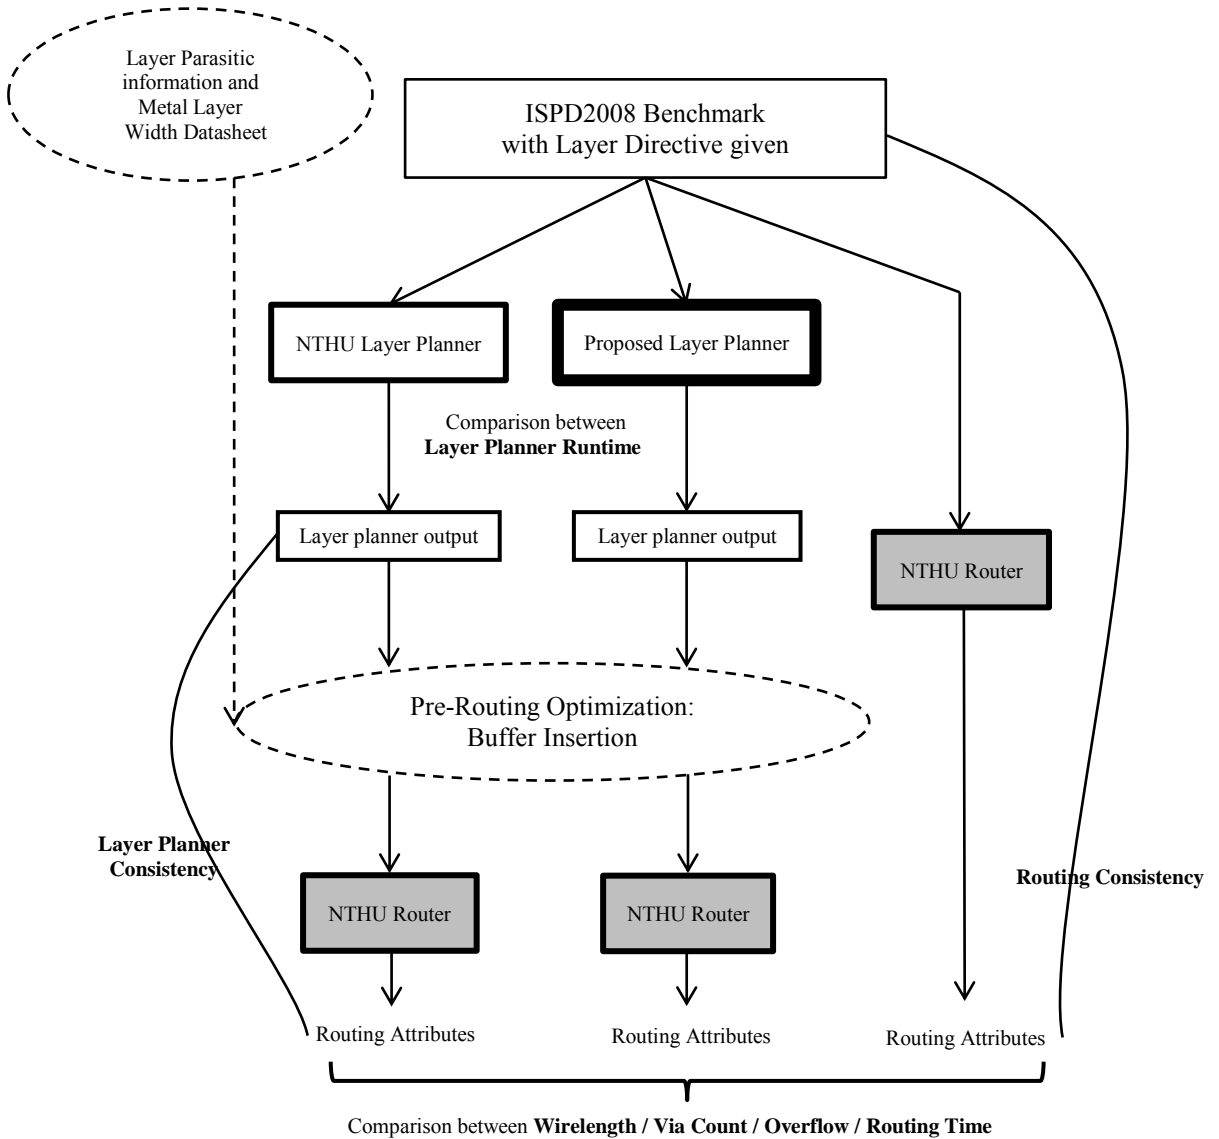 Layer Parasitic
information and
Metal Layer
Width Datasheet
ISPD2008 Benchmark
with Layer Directive given
NTHU Layer Planner
Proposed Layer Planner
Comparison between
Layer Planner Runtime
Layer planner output
Layer planner output
NTHU Router
Pre-Routing Optimization:
Buffer Insertion
Layer Planner
Consistency
Routing Consistency
NTHU Router
NTHU Router
Routing Attributes
Routing Attributes
Routing Attributes
Comparison between Wirelength / Via Count / Overflow / Routing Time